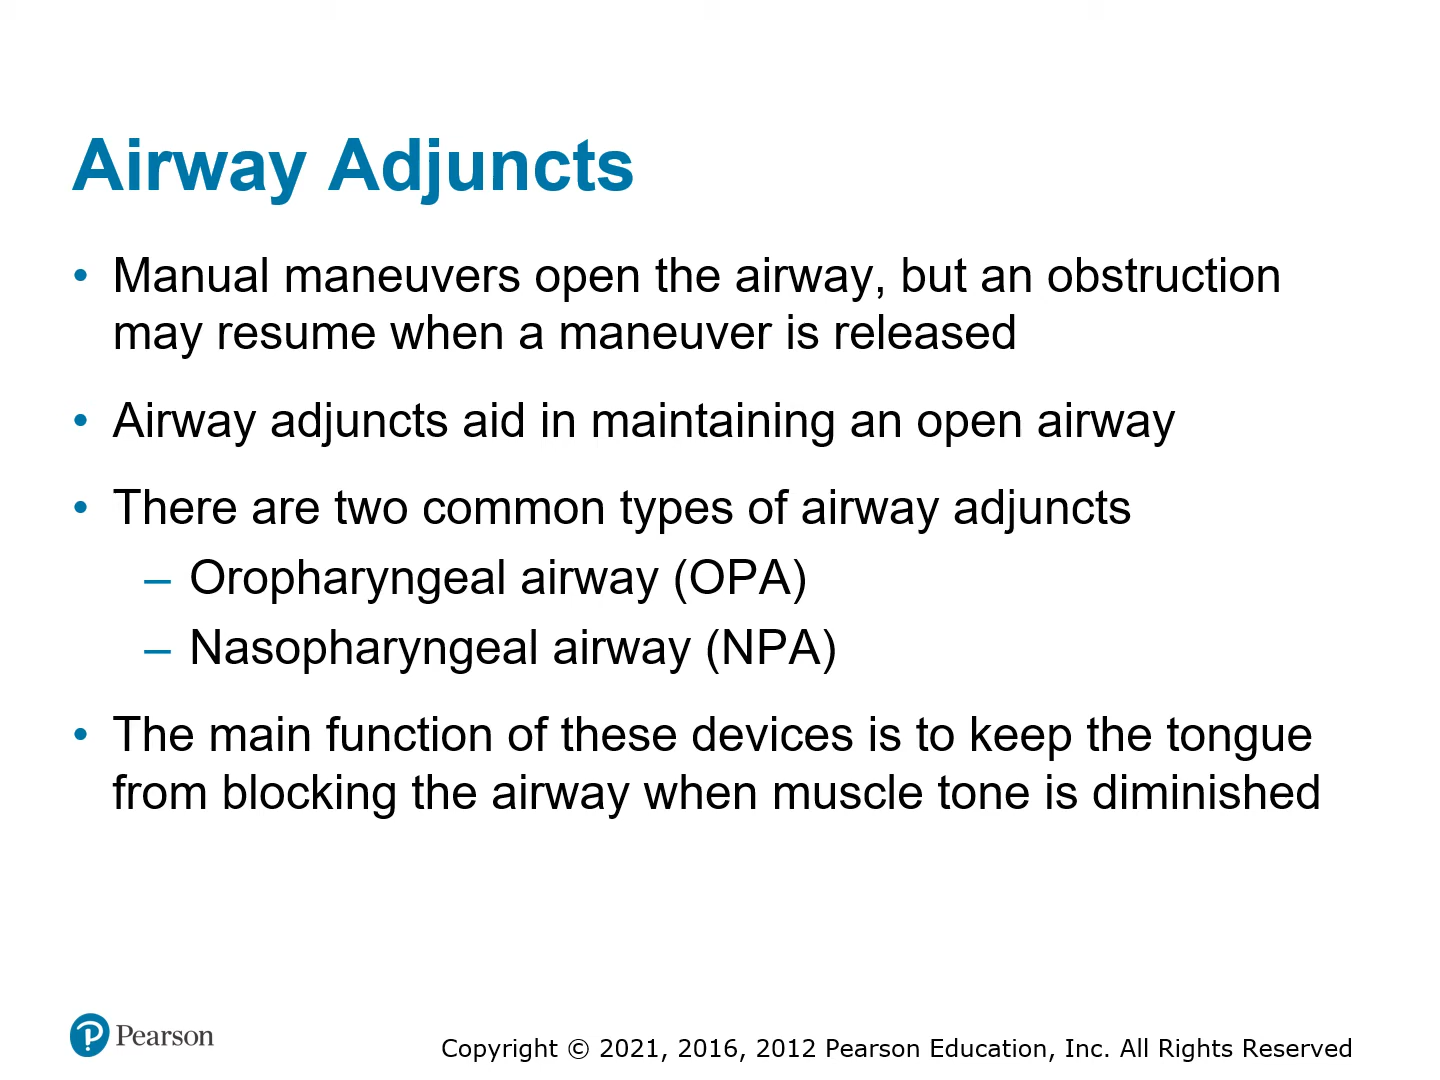 Airway Adjuncts
• Manual maneuvers open the airway, but an obstruction
may resume when a maneuver is released
• Airway adjuncts aid in maintaining an open airway
• There are two common types of airway adjuncts
– Oropharyngeal airway (OPA)
– Nasopharyngeal airway (NPA)
• The main function of these devices is to keep the tongue
from blocking the airway when muscle tone is diminished
Pearson
Copyright © 2021, 2016, 2012 Pearson Education, Inc. All Rights Reserved